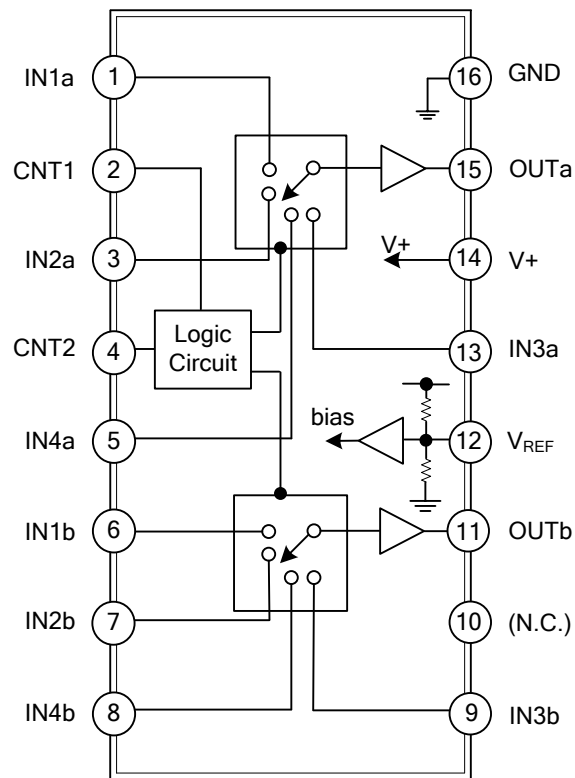 IN1a
1
16
GND
CNT1
2
15
OUTa
IN2a
3
V+
14
V+
CNT2
4
Logic
Circuit
13
IN3a
IN4a
5
bias
12
VREF
IN1b
6
11
OUTb
IN2b
7
10
(N.C.)
IN4b
8
9
IN3b